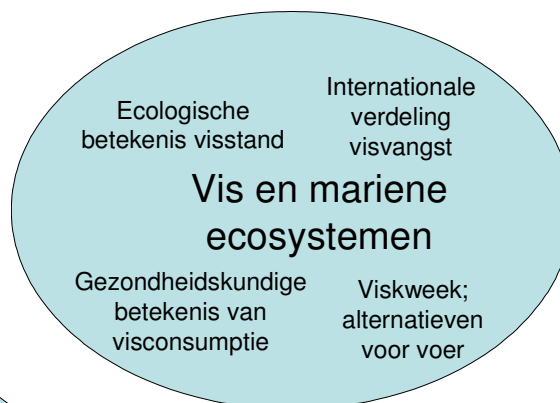 Ecologische
betekenis visstand
Internationale
verdeling
visvangst
Vis en mariene
ecosystemen
Gezondheidskundige
betekenis van
visconsumptie
Viskweek;
alternatieven
voor voer